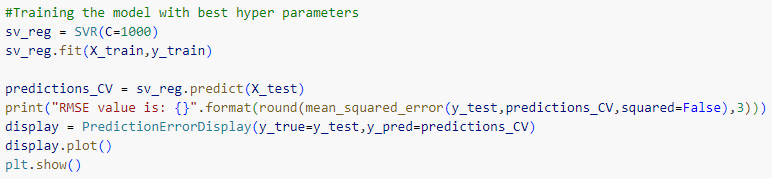 #Training the model with best hyper parameters
sv_reg = SVR(C=1000)
sv_reg.fit(X_train,y_train)
predictions_CV = sv_reg.predict(X_test)
print("RMSE value is: {}".format(round(mean_squared_error(y_test,predictions_CV,squared=False),3)))
display = PredictionErrorDisplay(y_true=y_test,y_pred=predictions_CV)
display.plot()
plt.show()